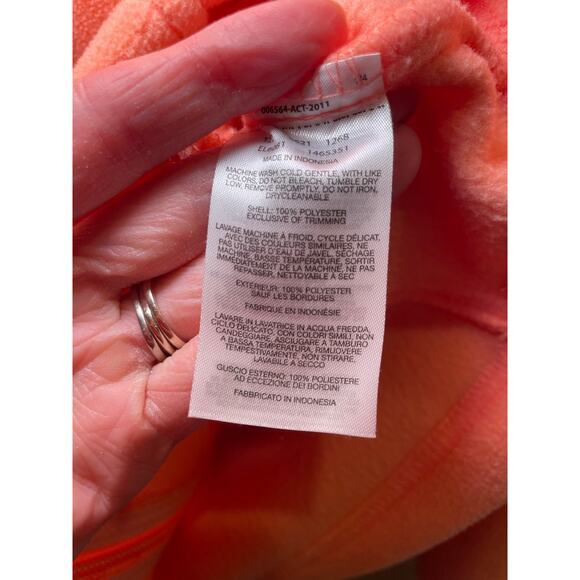 006564-ACT-2011
1268
1465351
MADE IN INDONESIA
MACHINE WASH COLD GENTLE, WITH LIKE
COLORS, DO NOT BLEACH, TUMBLE DRY
LOW, REMOVE PROMPTLY, DO NOT IRON,
DRYCLEANABLE
SHELL: 100% POLYESTER
EXCLUSIVE OF TRIMMING
LAVAGE MACHINE À FROID, CYCLE DÉLICAT,
AVEC DES COULEURS SIMILAIRES, NE
PAS UTILISER D'EAU DE JAVEL, SÉCHAGE
MACHINE, BASSE TEMPÉRATURE, SORTIR
IMMÉDIATEMENT DE LA MACHINE, NE PAS
REPASSER, NETTOYABLE À SEC
EXTÉRIEUR: 100% POLYESTER
SAUF LES BORDURES
FABRIQUÉ EN INDONÉSIE
LAVARE IN LAVATRICE IN ACQUA FREDDA,
CICLO DELICATO, CON COLORI SIMILI, NON
CANDEGGIARE, ASCIUGARE A TAMBURO
A BASSA TEMPERATURA, RIMUOVERE
TEMPESTIVAMENTE, NON STIRARE,
LAVABILE A SECCO
GUSCIO ESTERNO: 100% POLIESTERE
AD ECCEZIONE DEI BORDINI
FABBRICATO IN INDONESIA